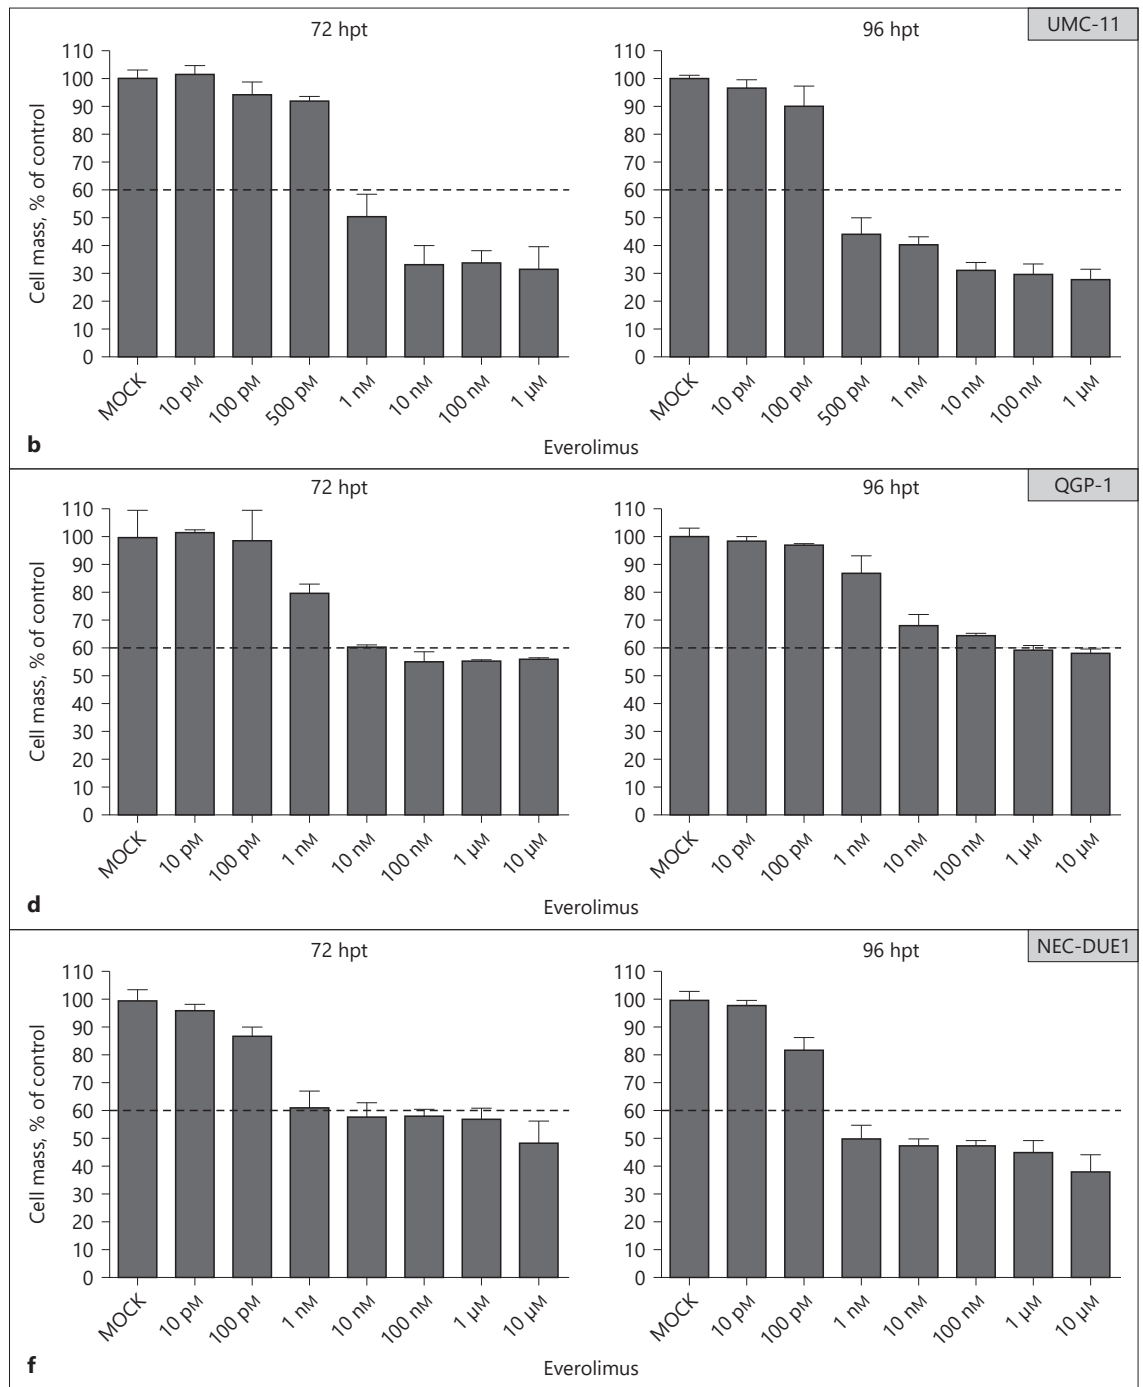 UMC-11
72 hpt
96 hpt
Cell mass, % of control
110
100
90
80
70
60
50
40
30
20
10
0
MOCK
10 pM
100 pM
500 pM
1 nM
10 nM
100 nM
1 µM
110
100
90
80
70
60
50
40
30
20
10
0
MOCK
10 pM
100 pM
500 pM
1 nM
10 nM
100 nM
1 µM
b
Everolimus
QGP-1
72 hpt
96 hpt
Cell mass, % of control
110
100
90
80
70
60
50
40
30
20
10
0
MOCK
10 pM
100 pM
1 nM
10 nM
100 nM
1 µM
10 µM
110
100
90
80
70
60
50
40
30
20
10
0
MOCK
10 pM
100 pM
1 nM
10 nM
100 nM
1 µM
10 µM
d
Everolimus
NEC-DUE1
72 hpt
96 hpt
Cell mass, % of control
110
100
90
80
70
60
50
40
30
20
10
0
MOCK
10 pM
100 pM
1 nM
10 nM
100 nM
1 µM
10 µM
110
100
90
80
70
60
50
40
30
20
10
0
MOCK
10 pM
100 pM
1 nM
10 nM
100 nM
1 µM
10 µM
f
Everolimus